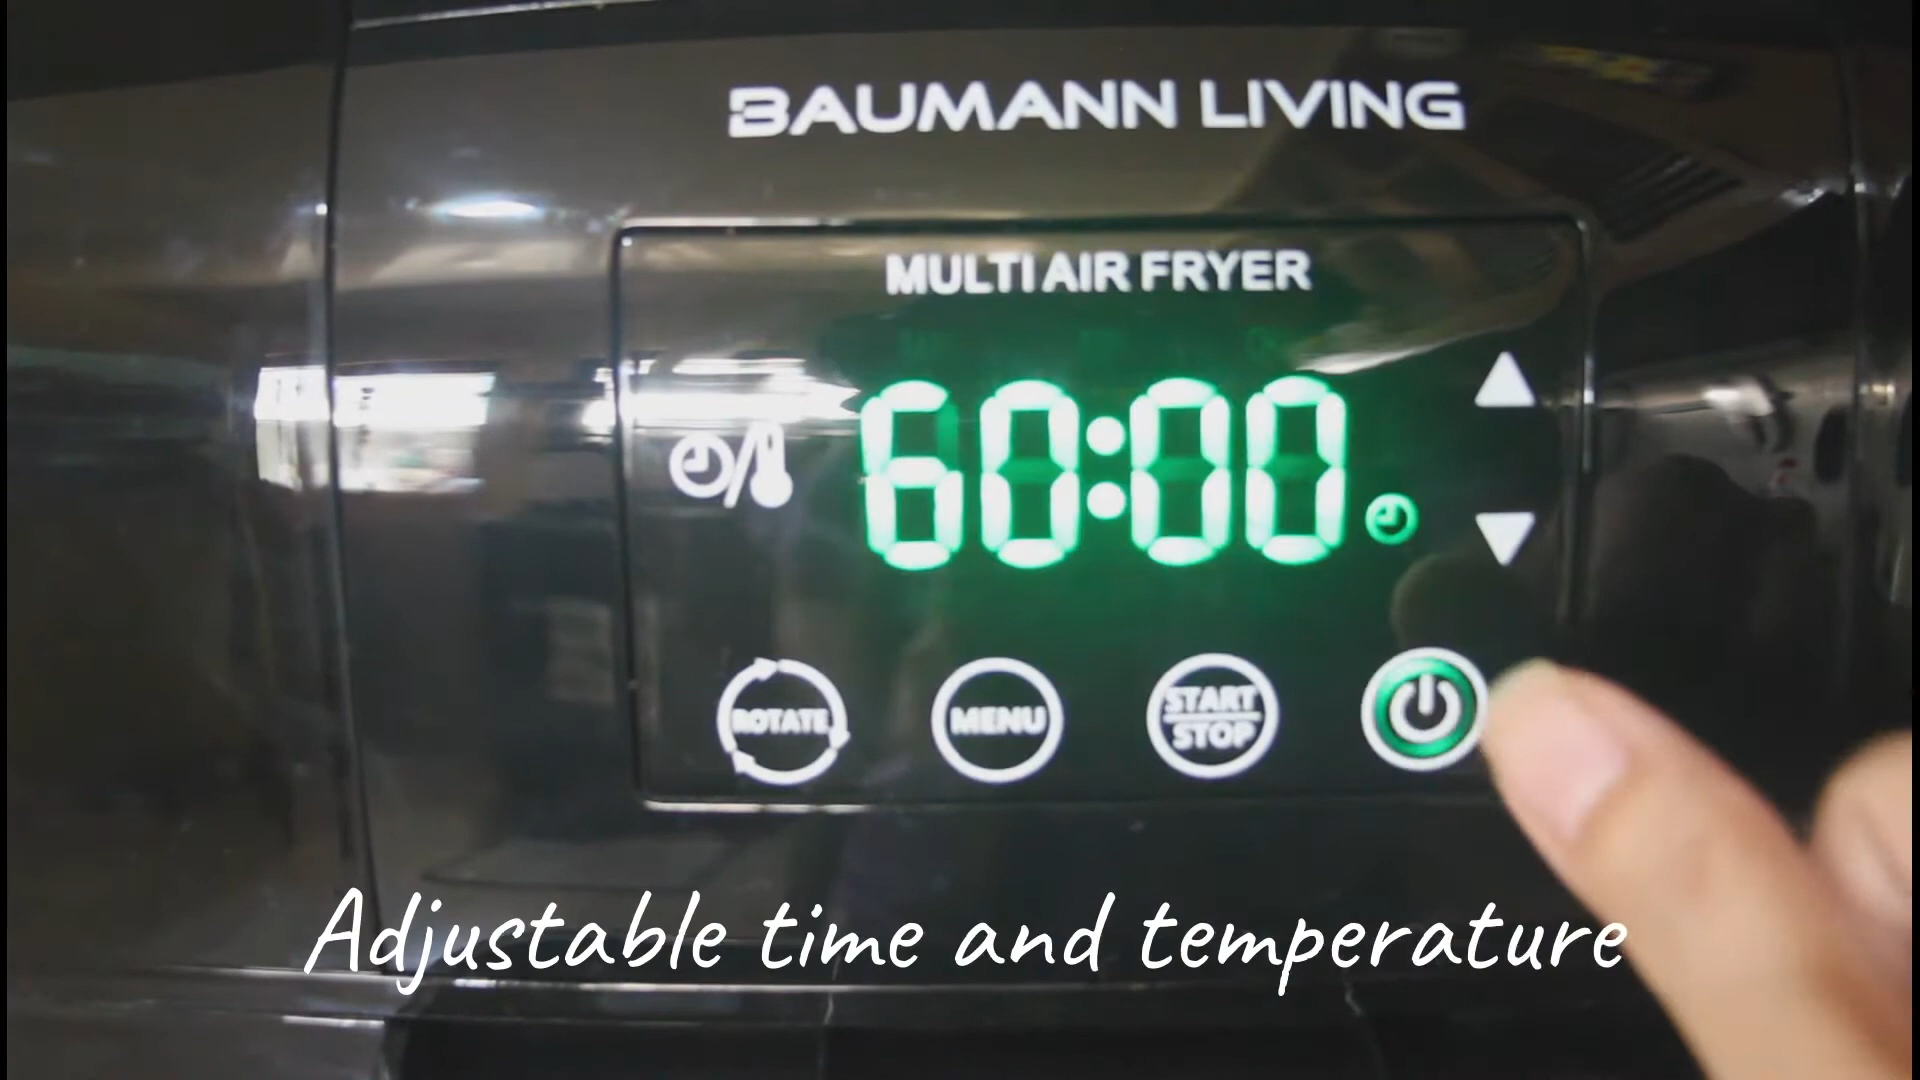 BAUMANN LIVING
MULTI AIR FRYER
60:00
ROTATE
MENU
START
STOP
Adjustable time and temperature